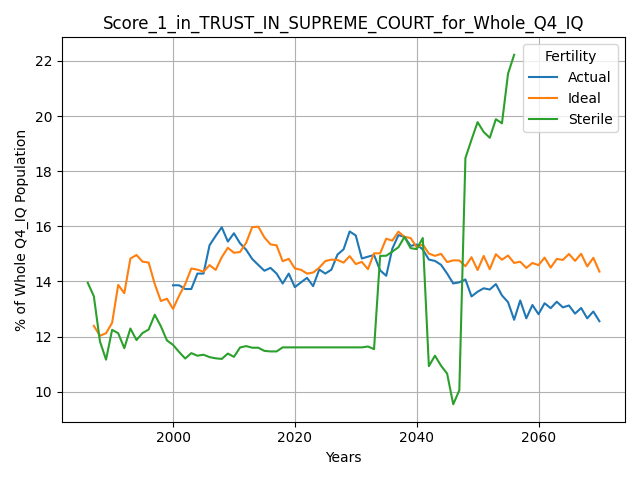 Score_1_in_TRUST_IN_SUPREME_COURT_for_Whole_Q4_IQ
Fertility
Actual
Ideal
Sterile
% of Whole Q4_IQ Population
22
20
18
16
14
12
10
2000 2020 2040 2060
Years